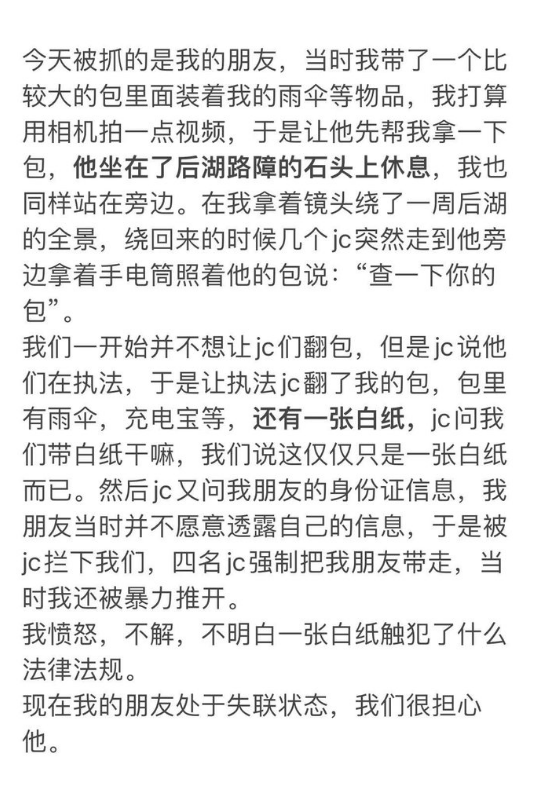 今天被抓的是我的朋友，当时我带了一个比
较大的包里面装着我的雨伞等物品，我打算
用相机拍一点视频，于是让他先帮我拿一下
包，他坐在了后湖路障的石头上休息，我也
同样站在旁边。在我拿着镜头绕了一周后湖
的全景，绕回来的时候几个jc突然走到他旁
边拿着手电筒照着他的包说：“查一下你的
包”。
我们一开始并不想让jc们翻包，但是jc说他
们在执法，于是让执法jc翻了我的包，包里
有雨伞，充电宝等，还有一张白纸，jc问我
们带白纸干嘛，我们说这仅仅只是一张白纸
而已。然后jc又问我朋友的身份证信息，我
朋友当时并不愿意透露自己的信息，于是被
jc拦下我们，四名jc强制把我朋友带走，当
时我还被暴力推开。
我愤怒，不解，不明白一张白纸触犯了什么
法律法规。
现在我的朋友处于失联状态，我们很担心
他。